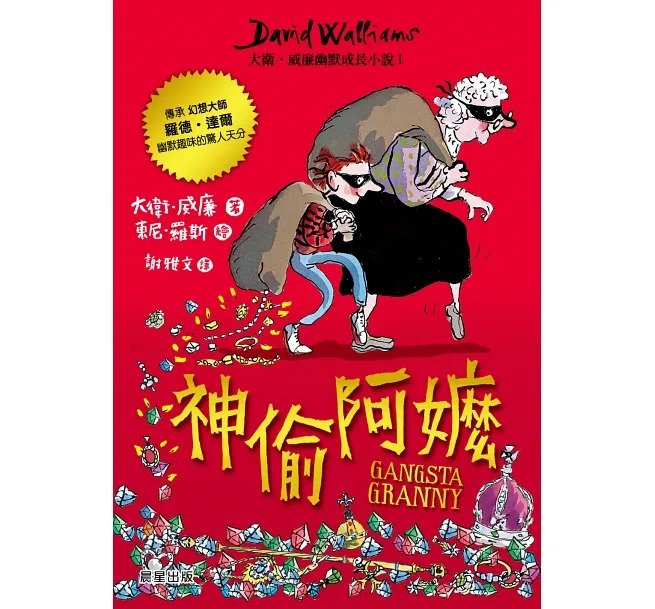 David Walliams
大衛·威廉幽默成長小說1
傳承 幻想大師
羅德·達爾
幽默趣味的驚人天分
大衛·威廉 著
東尼·羅斯 繪
謝雅文 譯
神偷阿嬤
GANGSTA
GRANNY
晨星出版